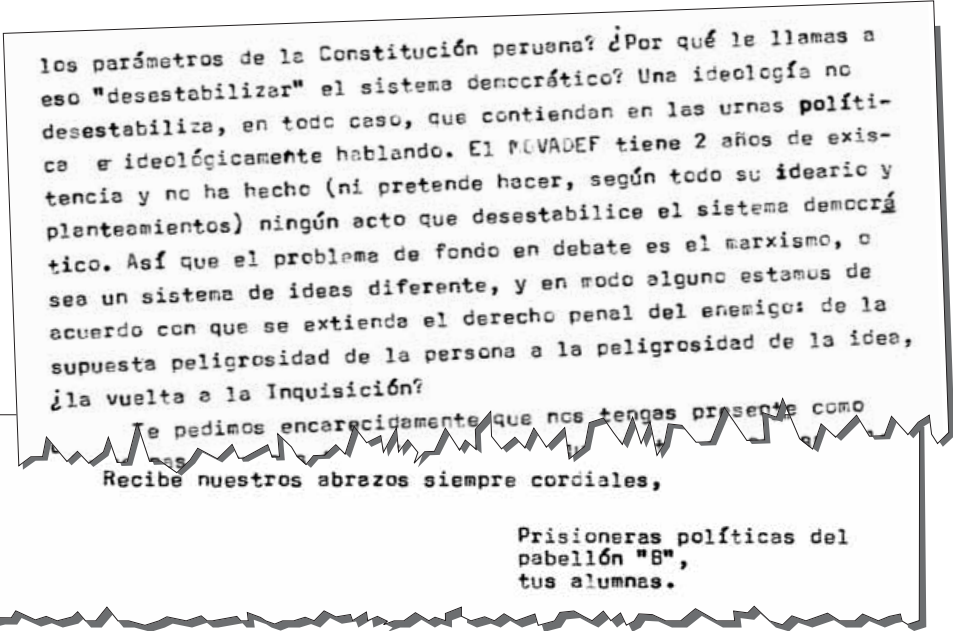 los parámetros de la Constitución peruana? ¿Por qué le llamas a
eso "desestabilizar" el sistema democrático? Una ideología no
desestabiliza, en todo caso, que contiendan en las urnas políti-
ca e ideológicamente hablando. El MOVADEF tiene 2 años de exis-
tencia y no ha hecho (ni pretende hacer, según todo su ideario y
planteamientos) ningún acto que desestabilice el sistema democrá
tico. Así que el problema de fondo en debate es el marxismo, o
sea un sistema de ideas diferente, y en modo alguno estamos de
acuerdo con que se extienda el derecho penal del enemigo: de la
supuesta peligrosidad de la persona a la peligrosidad de la idea,
¿la vuelta a la Inquisición?
Te pedimos encarecidamente que nos tengas presente como
Recibe nuestros abrazos siempre cordiales,
Prisioneras políticas del
pabellón "B",
tus alumnas.